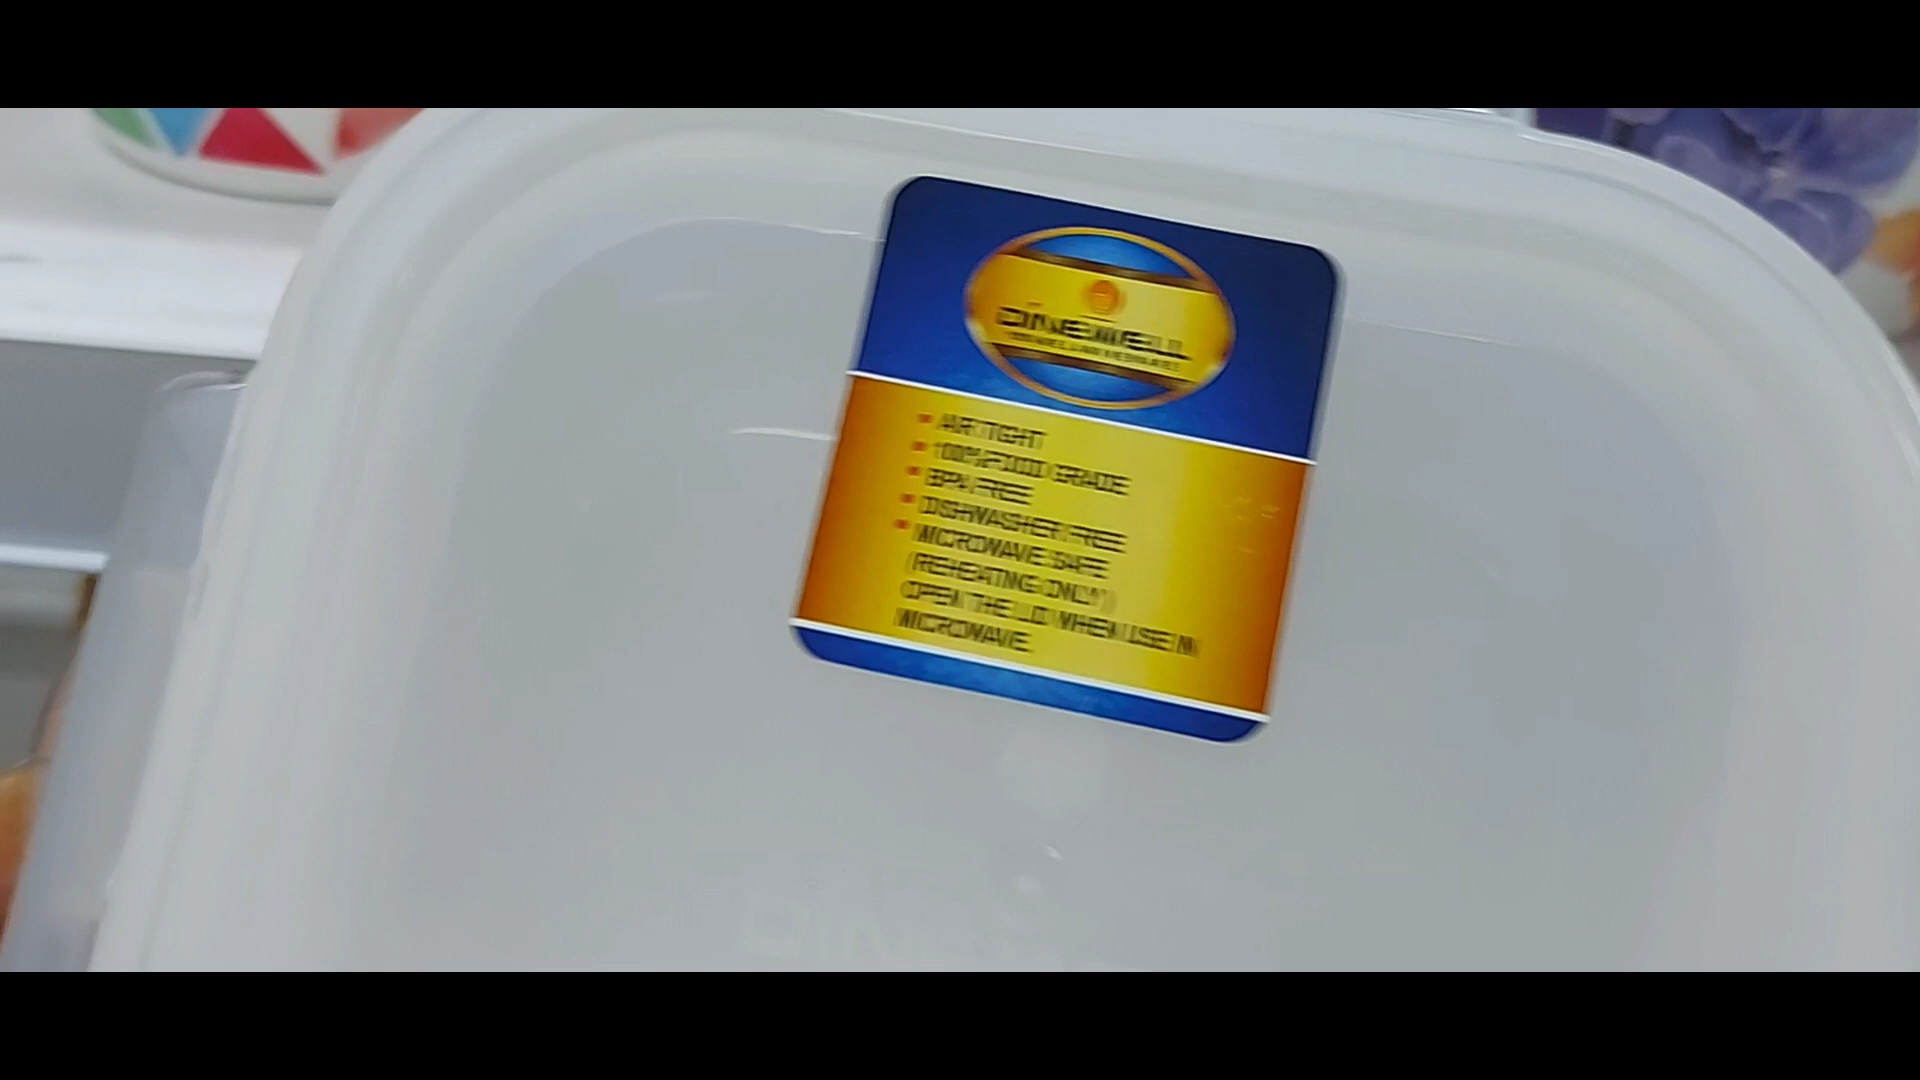 DINEWELL
AIR TIGHT
100% FOOD GRADE
BPA FREE
DISHWASHER FREE
MICROWAVE SAFE
(REHEATING ONLY)
(OPEN THE LID WHEN USE IN
MICROWAVE